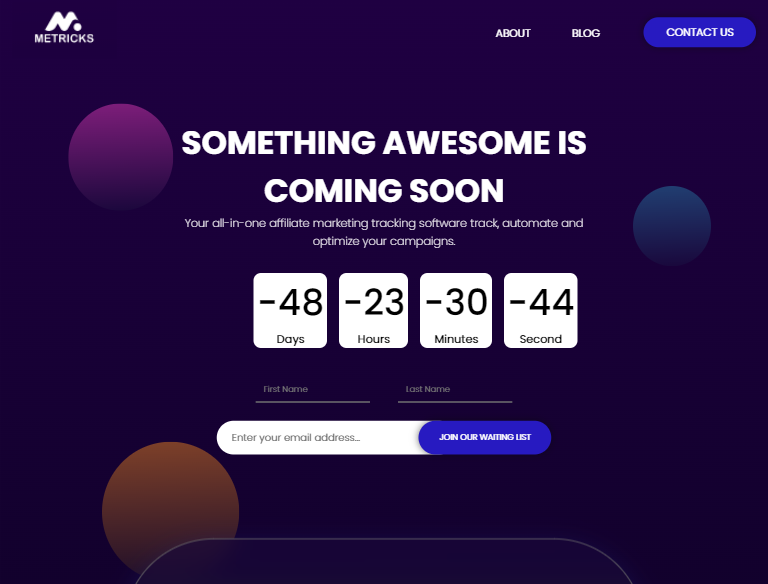 METRICKS
ABOUT
BLOG
CONTACT US
SOMETHING AWESOME IS
COMING SOON
Your all-in-one affiliate marketing tracking software track, automate and
optimize your campaigns.
-48
-23
-30
-44
Days
Hours
Minutes
Second
First Name
Last Name
Enter your email address...
JOIN OUR WAITING LIST